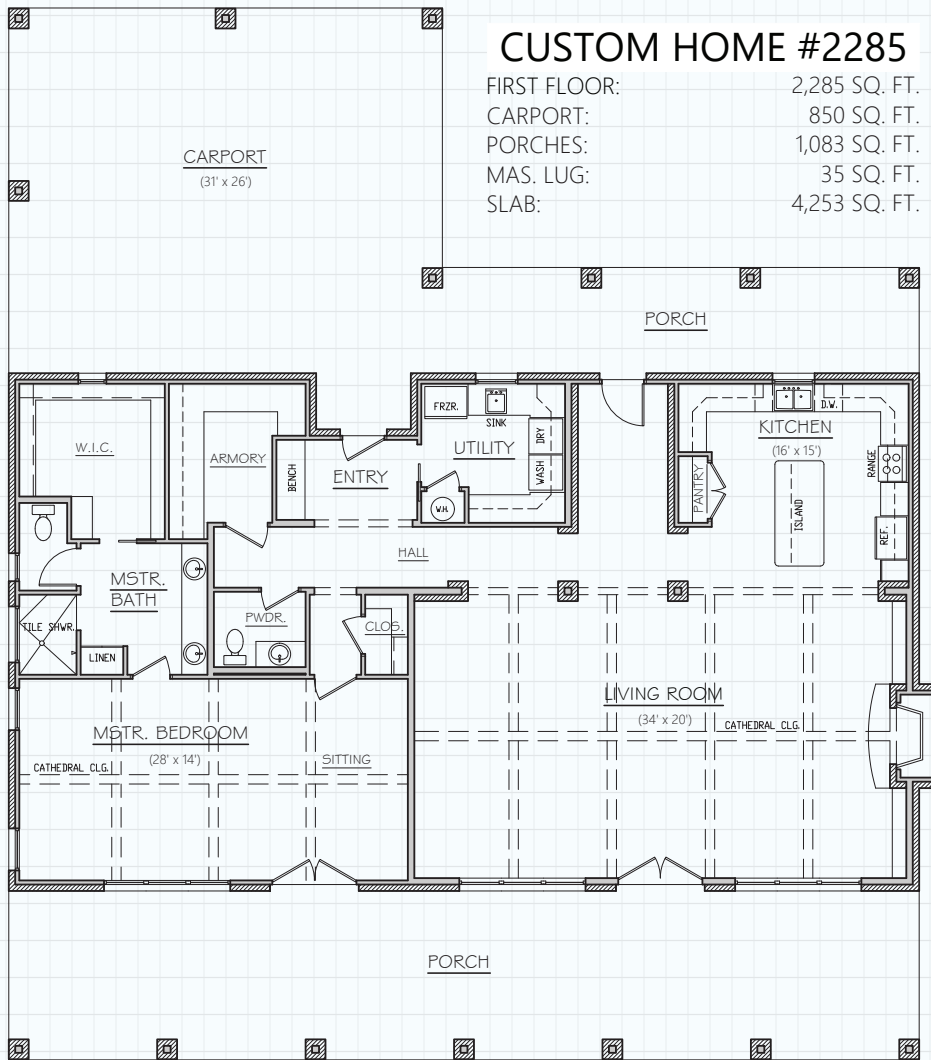 CUSTOM HOME #2285
FIRST FLOOR: 2,285 SQ. FT.
CARPORT: 850 SQ. FT.
PORCHES: 1,083 SQ. FT.
MAS. LUG: 35 SQ. FT.
SLAB: 4,253 SQ. FT.
CARPORT
(31' x 26')
PORCH
W.I.C.
ARMORY
BENCH
ENTRY
FRZR.
SINK
UTILITY
DRY
WASH
W.H.
D.W.
KITCHEN
(16' x 15')
PANTRY
ISLAND
RANGE
REF.
HALL
MSTR.
BATH
TILE SHWR.
LINEN
PWDR.
CLOS.
MSTR. BEDROOM
(28' x 14')
CATHEDRAL CLG.
SITTING
LIVING ROOM
(34' x 20')
CATHEDRAL CLG.
PORCH